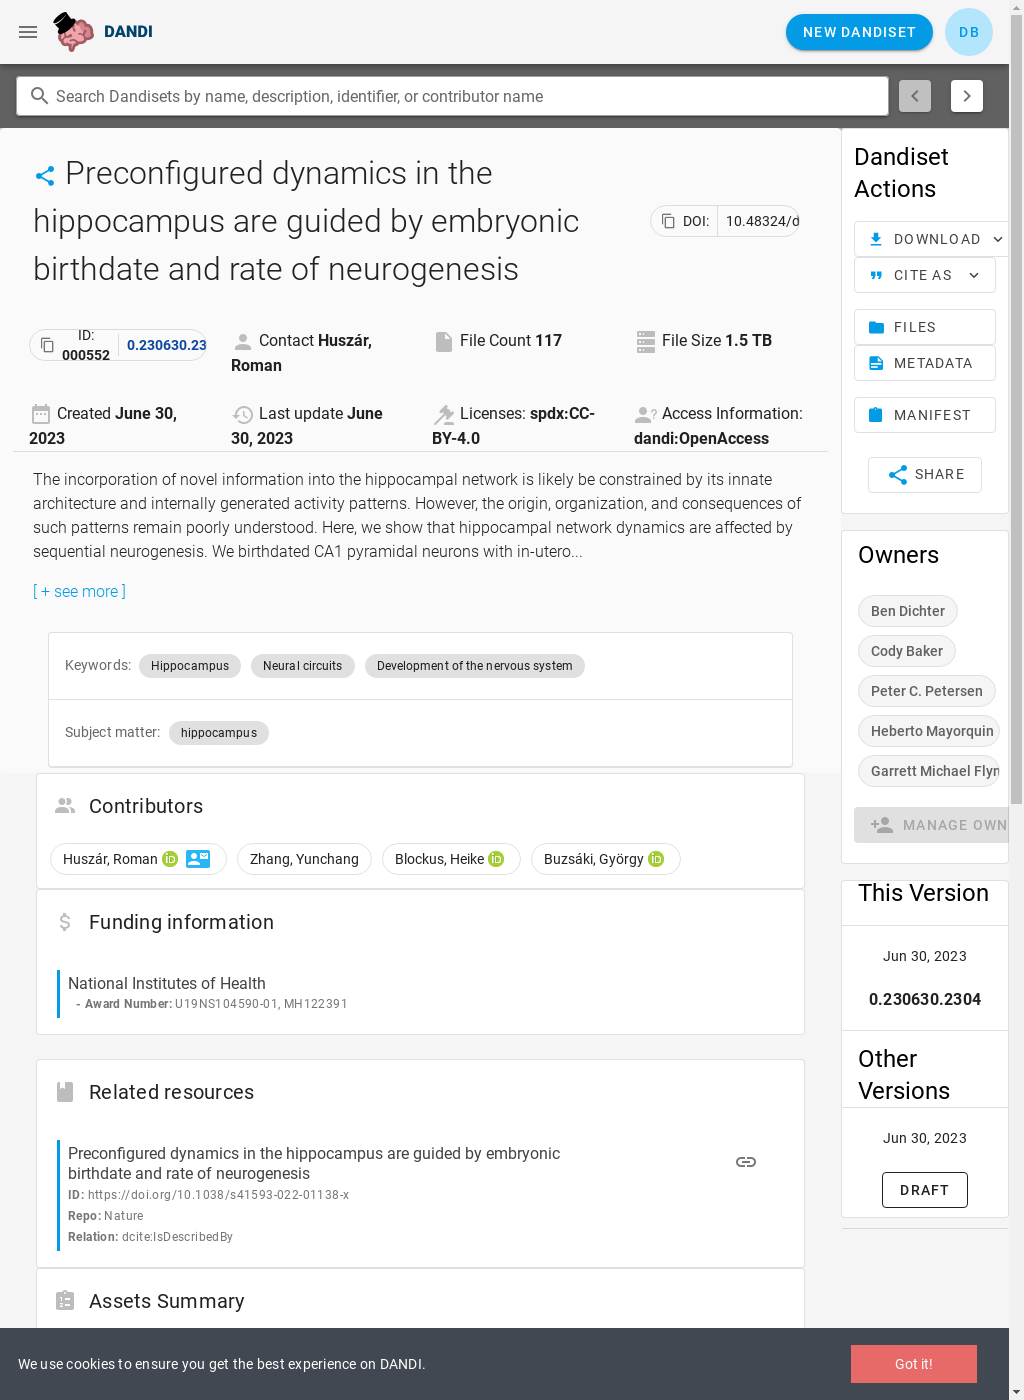 DANDI
NEW DANDISET
DB
Search Dandisets by name, description, identifier, or contributor name
Preconfigured dynamics in the
hippocampus are guided by embryonic
birthdate and rate of neurogenesis
DOI:
10.48324/d
ID:
000552
0.230630.23
Contact Huszár,
Roman
File Count 117
File Size 1.5 TB
Created June 30,
2023
Last update June
30, 2023
Licenses: spdx:CC-
BY-4.0
Access Information:
dandi:OpenAccess
The incorporation of novel information into the hippocampal network is likely be constrained by its innate
architecture and internally generated activity patterns. However, the origin, organization, and consequences of
such patterns remain poorly understood. Here, we show that hippocampal network dynamics are affected by
sequential neurogenesis. We birthdated CA1 pyramidal neurons with in-utero...
[ + see more ]
Keywords: Hippocampus Neural circuits Development of the nervous system
Subject matter: hippocampus
Contributors
Huszár, Roman iD Zhang, Yunchang Blockus, Heike iD Buzsáki, György iD
Funding information
National Institutes of Health
- Award Number: U19NS104590-01, MH122391
Related resources
Preconfigured dynamics in the hippocampus are guided by embryonic
birthdate and rate of neurogenesis
ID: https://doi.org/10.1038/s41593-022-01138-x
Repo: Nature
Relation: dcite:IsDescribedBy
Assets Summary
Dandiset
Actions
DOWNLOAD
CITE AS
FILES
METADATA
MANIFEST
SHARE
Owners
Ben Dichter
Cody Baker
Peter C. Petersen
Heberto Mayorquin
Garrett Michael Flyn
MANAGE OWN
This Version
Jun 30, 2023
0.230630.2304
Other
Versions
Jun 30, 2023
DRAFT
We use cookies to ensure you get the best experience on DANDI.
Got it!